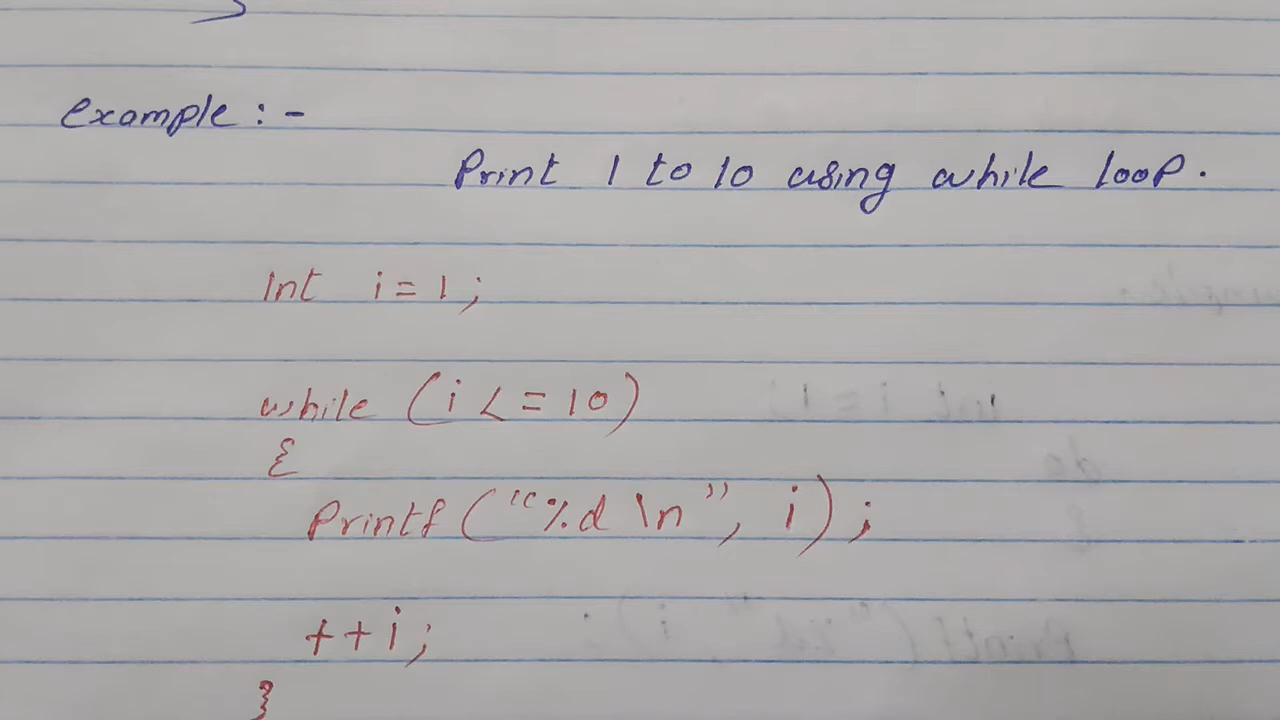 example :-
Print 1 to 10 using while loop.
int i = 1 ;
while ( i <= 10 )
{
Printf ( "%d \n" , i ) ;
++i ;
}